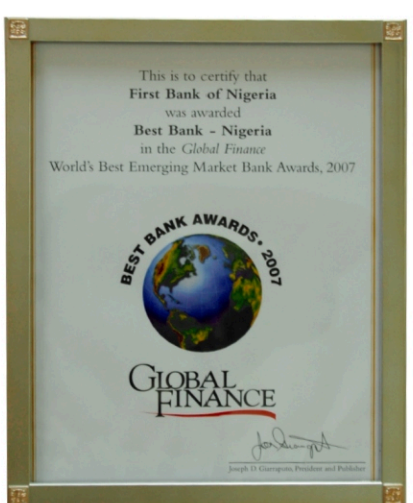 This is to certify that
First Bank of Nigeria
was awarded
Best Bank - Nigeria
in the Global Finance
World's Best Emerging Market Bank Awards, 2007
BEST BANK AWARDS • 2007
GLOBAL
FINANCE
Joseph D. Giarraputo, President and Publisher